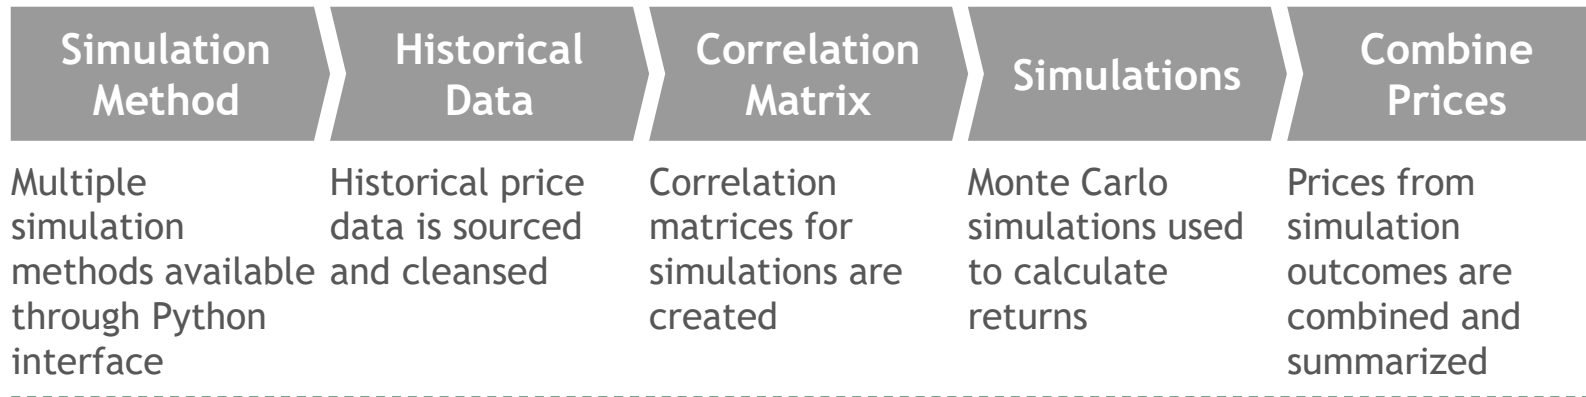 Simulation
Method
Historical
Data
Correlation
Matrix
Simulations
Combine
Prices
Multiple
simulation
methods available
through Python
interface
Historical price
data is sourced
and cleansed
Correlation
matrices for
simulations are
created
Monte Carlo
simulations used
to calculate
returns
Prices from
simulation
outcomes are
combined and
summarized